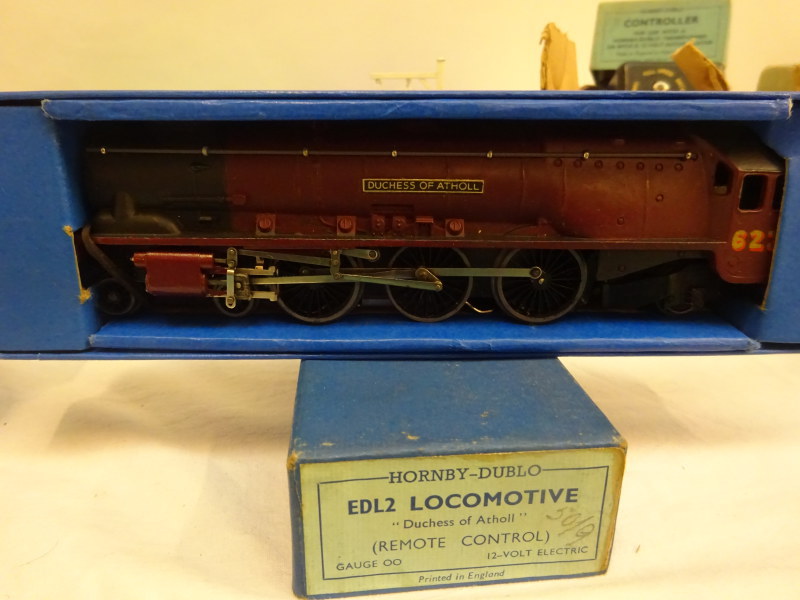 CONTROLLER
DUCHESS OF ATHOLL
62
HORNBY-DUBLO
EDL2 LOCOMOTIVE
"Duchess of Atholl"
(REMOTE CONTROL)
GAUGE OO 12-VOLT ELECTRIC
Printed in England